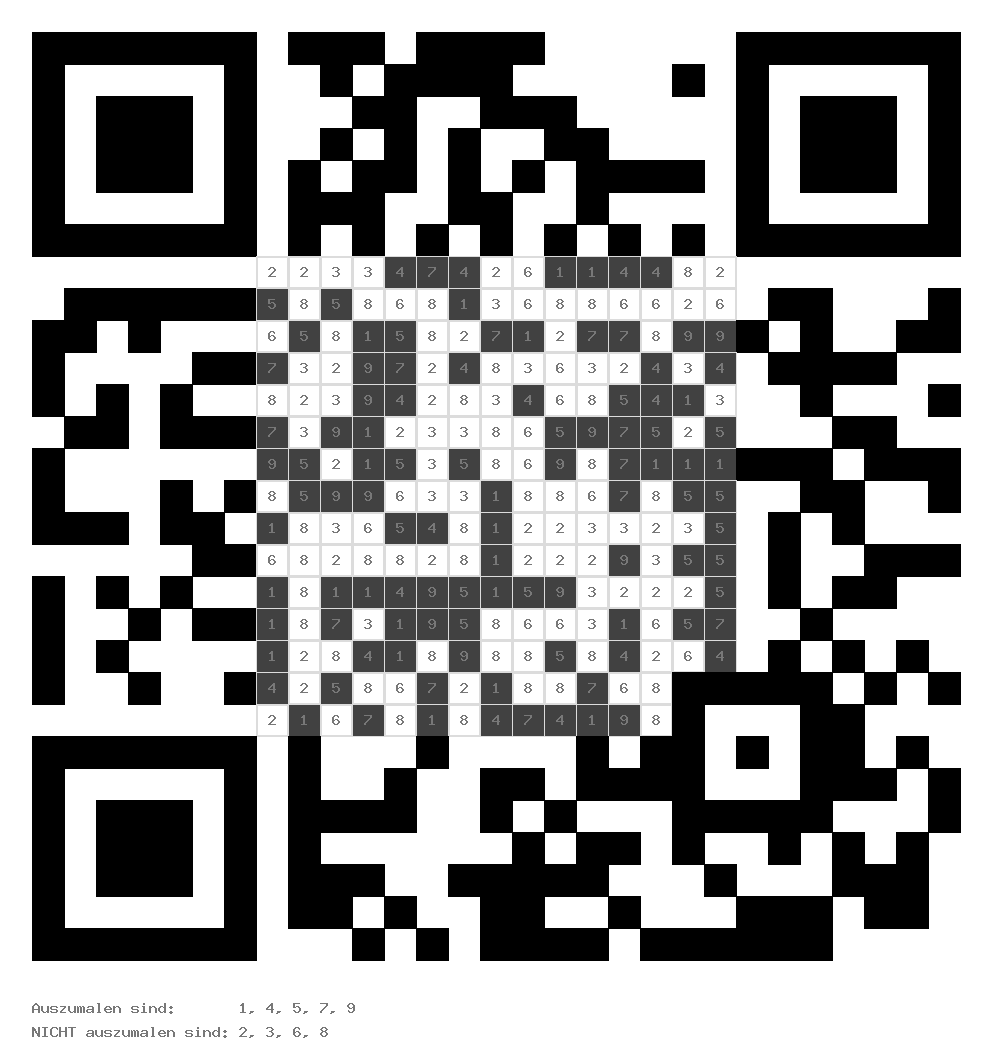 2 2 3 3 4 7 4 2 6 1 1 4 4 8 2
5 8 5 8 6 8 1 3 6 8 8 6 6 2 6
6 5 8 1 5 8 2 7 1 2 7 7 8 9 9
7 3 2 9 7 2 4 8 3 6 3 2 4 3 4
8 2 3 9 4 2 8 3 4 6 8 5 4 1 3
7 3 9 1 2 3 3 8 6 5 9 7 5 2 5
9 5 2 1 5 3 5 8 6 9 8 7 1 1 1
8 5 9 9 6 3 3 1 8 8 6 7 8 5 5
1 8 3 6 5 4 8 1 2 2 3 3 2 3 5
6 8 2 8 8 2 8 1 2 2 2 9 3 5 5
1 8 1 1 4 9 5 1 5 9 3 2 2 2 5
1 8 7 3 1 9 5 8 6 6 3 1 6 5 7
1 2 8 4 1 8 9 8 8 5 8 4 2 6 4
4 2 5 8 6 7 2 1 8 8 7 6 8
2 1 6 7 8 1 8 4 7 4 1 9 8
Auszumalen sind: 1, 4, 5, 7, 9
NICHT auszumalen sind: 2, 3, 6, 8